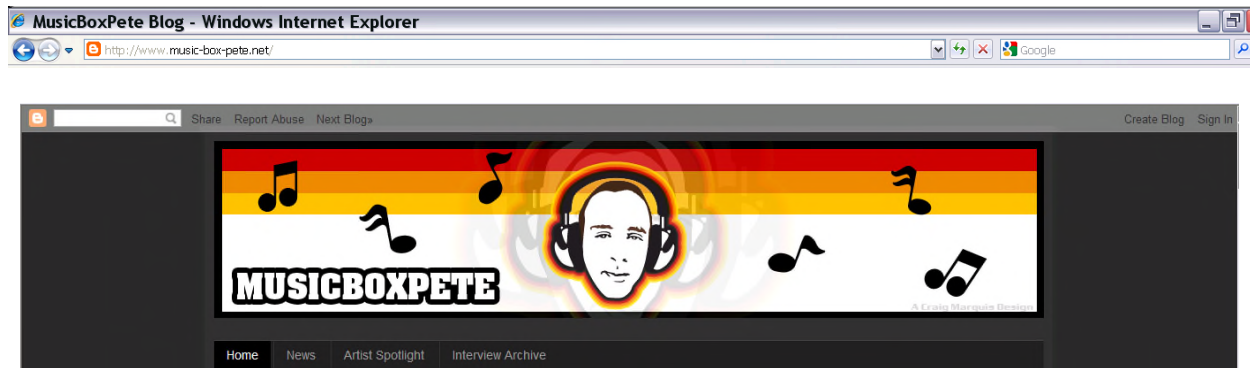 MusicBoxPete Blog - Windows Internet Explorer
http://www.music-box-pete.net/
Google
Share Report Abuse Next Blog»
Create Blog Sign In
MUSICBOXPETE
A Craig Marquis Design
Home News Artist Spotlight Interview Archive